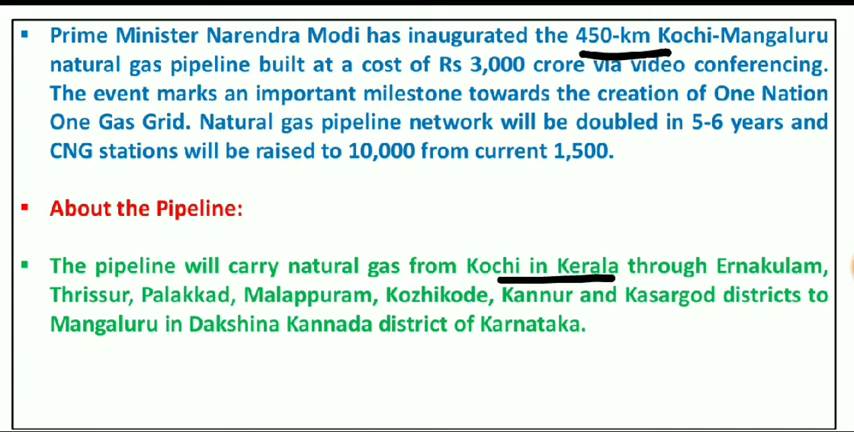 ▪ Prime Minister Narendra Modi has inaugurated the 450-km Kochi-Mangaluru
natural gas pipeline built at a cost of Rs 3,000 crore via video conferencing.
The event marks an important milestone towards the creation of One Nation
One Gas Grid. Natural gas pipeline network will be doubled in 5-6 years and
CNG stations will be raised to 10,000 from current 1,500.
▪ About the Pipeline:
▪ The pipeline will carry natural gas from Kochi in Kerala through Ernakulam,
Thrissur, Palakkad, Malappuram, Kozhikode, Kannur and Kasargod districts to
Mangaluru in Dakshina Kannada district of Karnataka.